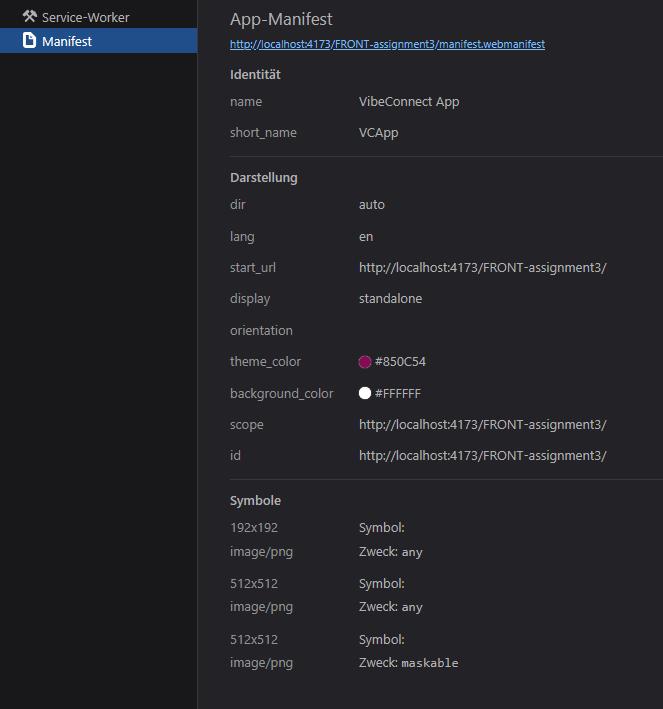 Service-Worker
Manifest
App-Manifest
http://localhost:4173/FRONT-assignment3/manifest.webmanifest
Identität
name VibeConnect App
short_name VCApp
Darstellung
dir auto
lang en
start_url http://localhost:4173/FRONT-assignment3/
display standalone
orientation
theme_color #850C54
background_color #FFFFFF
scope http://localhost:4173/FRONT-assignment3/
id http://localhost:4173/FRONT-assignment3/
Symbole
192x192 Symbol:
image/png Zweck: any
512x512 Symbol:
image/png Zweck: any
512x512 Symbol:
image/png Zweck: maskable